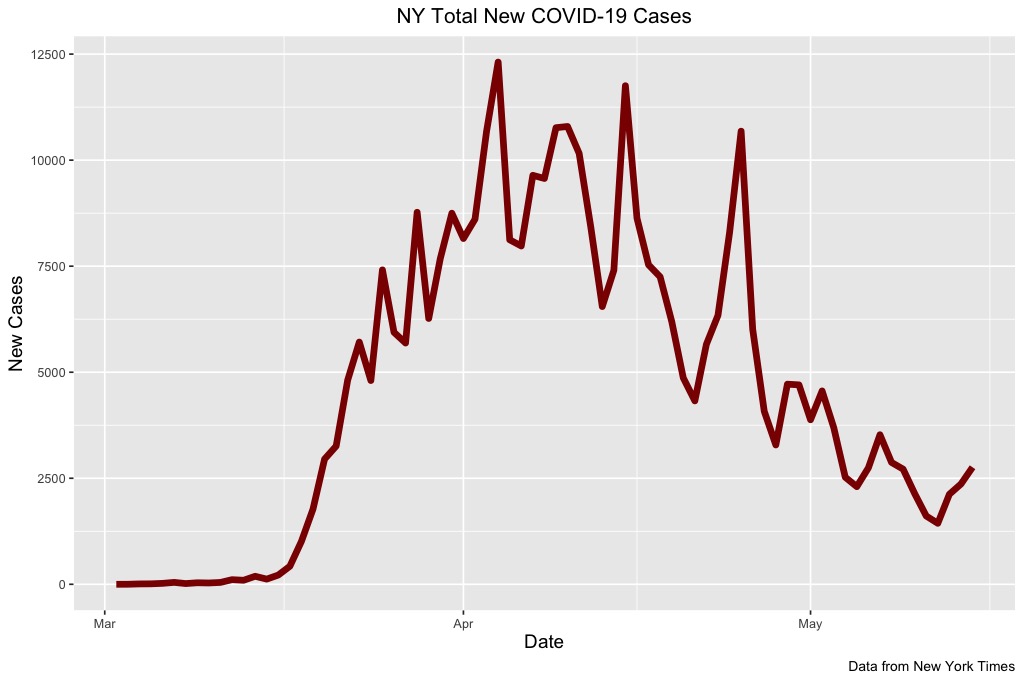 NY Total New COVID-19 Cases
12500
10000
7500
5000
2500
0
New Cases
Mar
Apr
May
Date
Data from New York Times